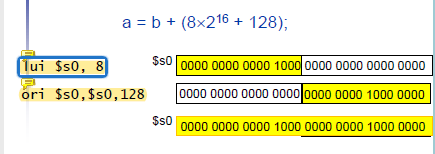 a = b + (8×2¹⁶ + 128);
lui $s0, 8 $s0 0000 0000 0000 1000 0000 0000 0000 0000
ori $s0,$s0,128 0000 0000 0000 0000 0000 0000 1000 0000
$s0 0000 0000 0000 1000 0000 0000 1000 0000